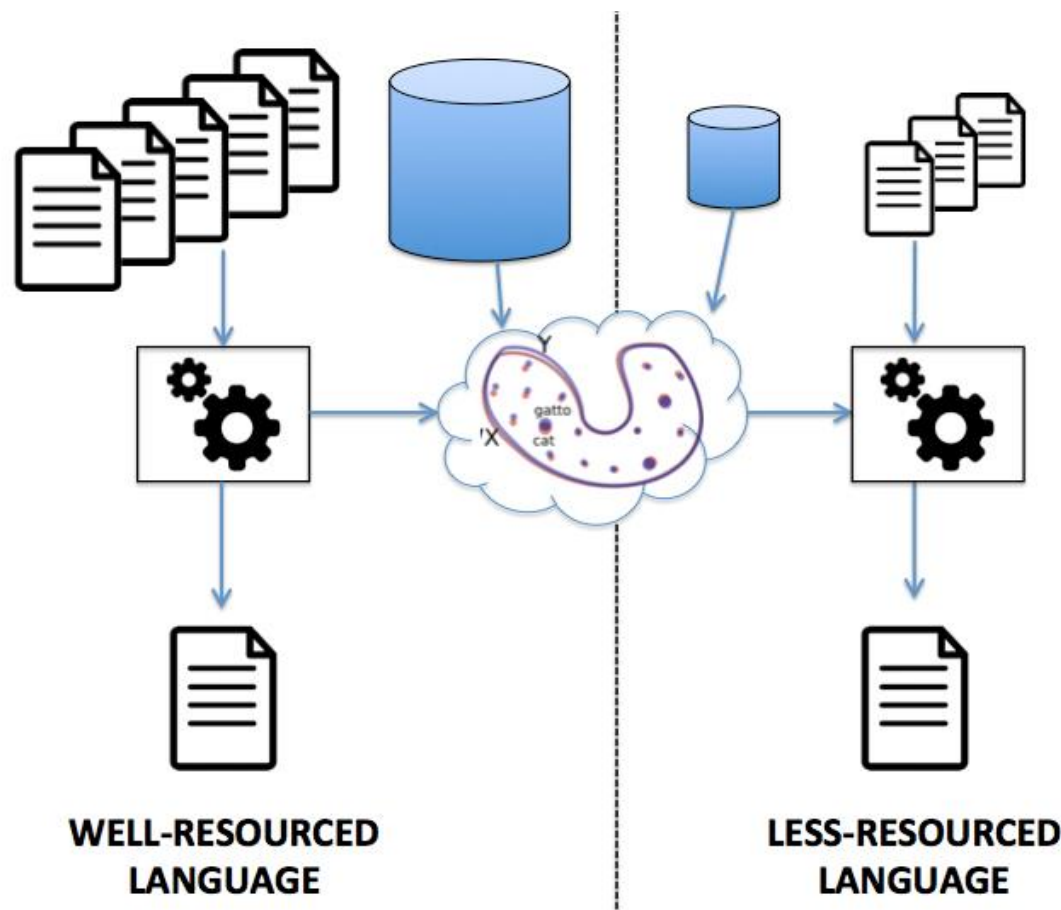 Y
gatto
'X
cat
WELL-RESOURCED
LANGUAGE
LESS-RESOURCED
LANGUAGE